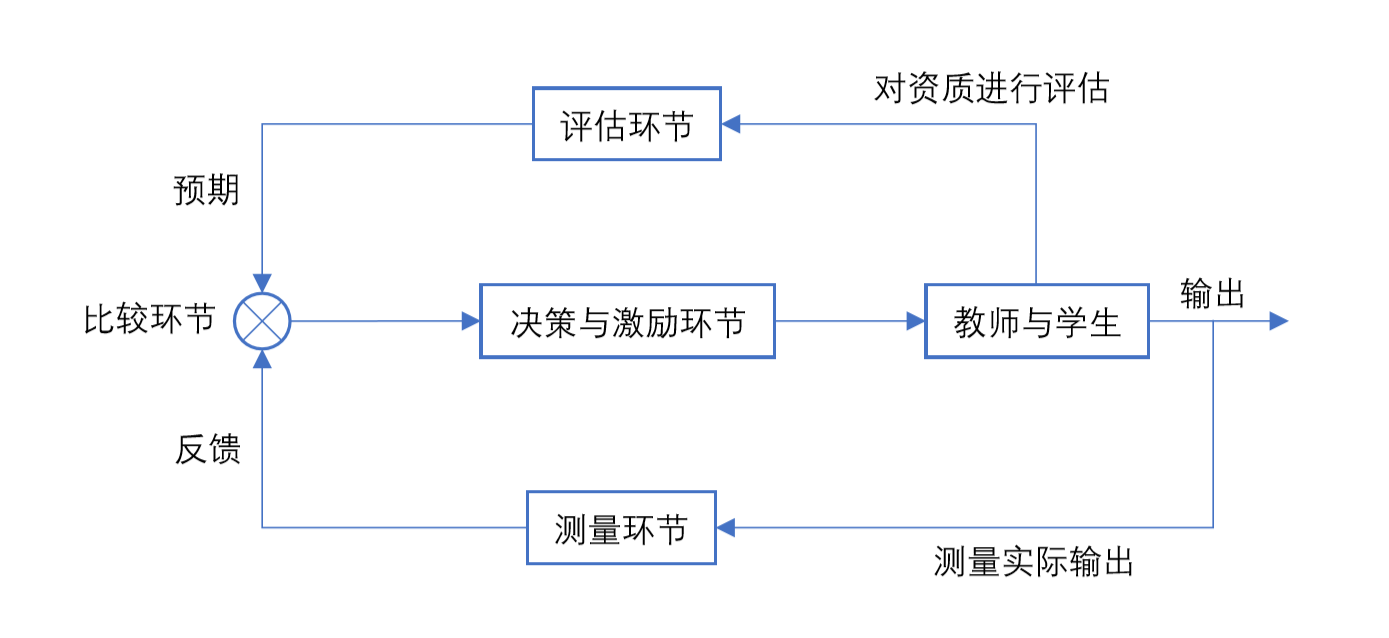 对资质进行评估
评估环节
预期
输出
比较环节
决策与激励环节
教师与学生
反馈
测量环节
测量实际输出